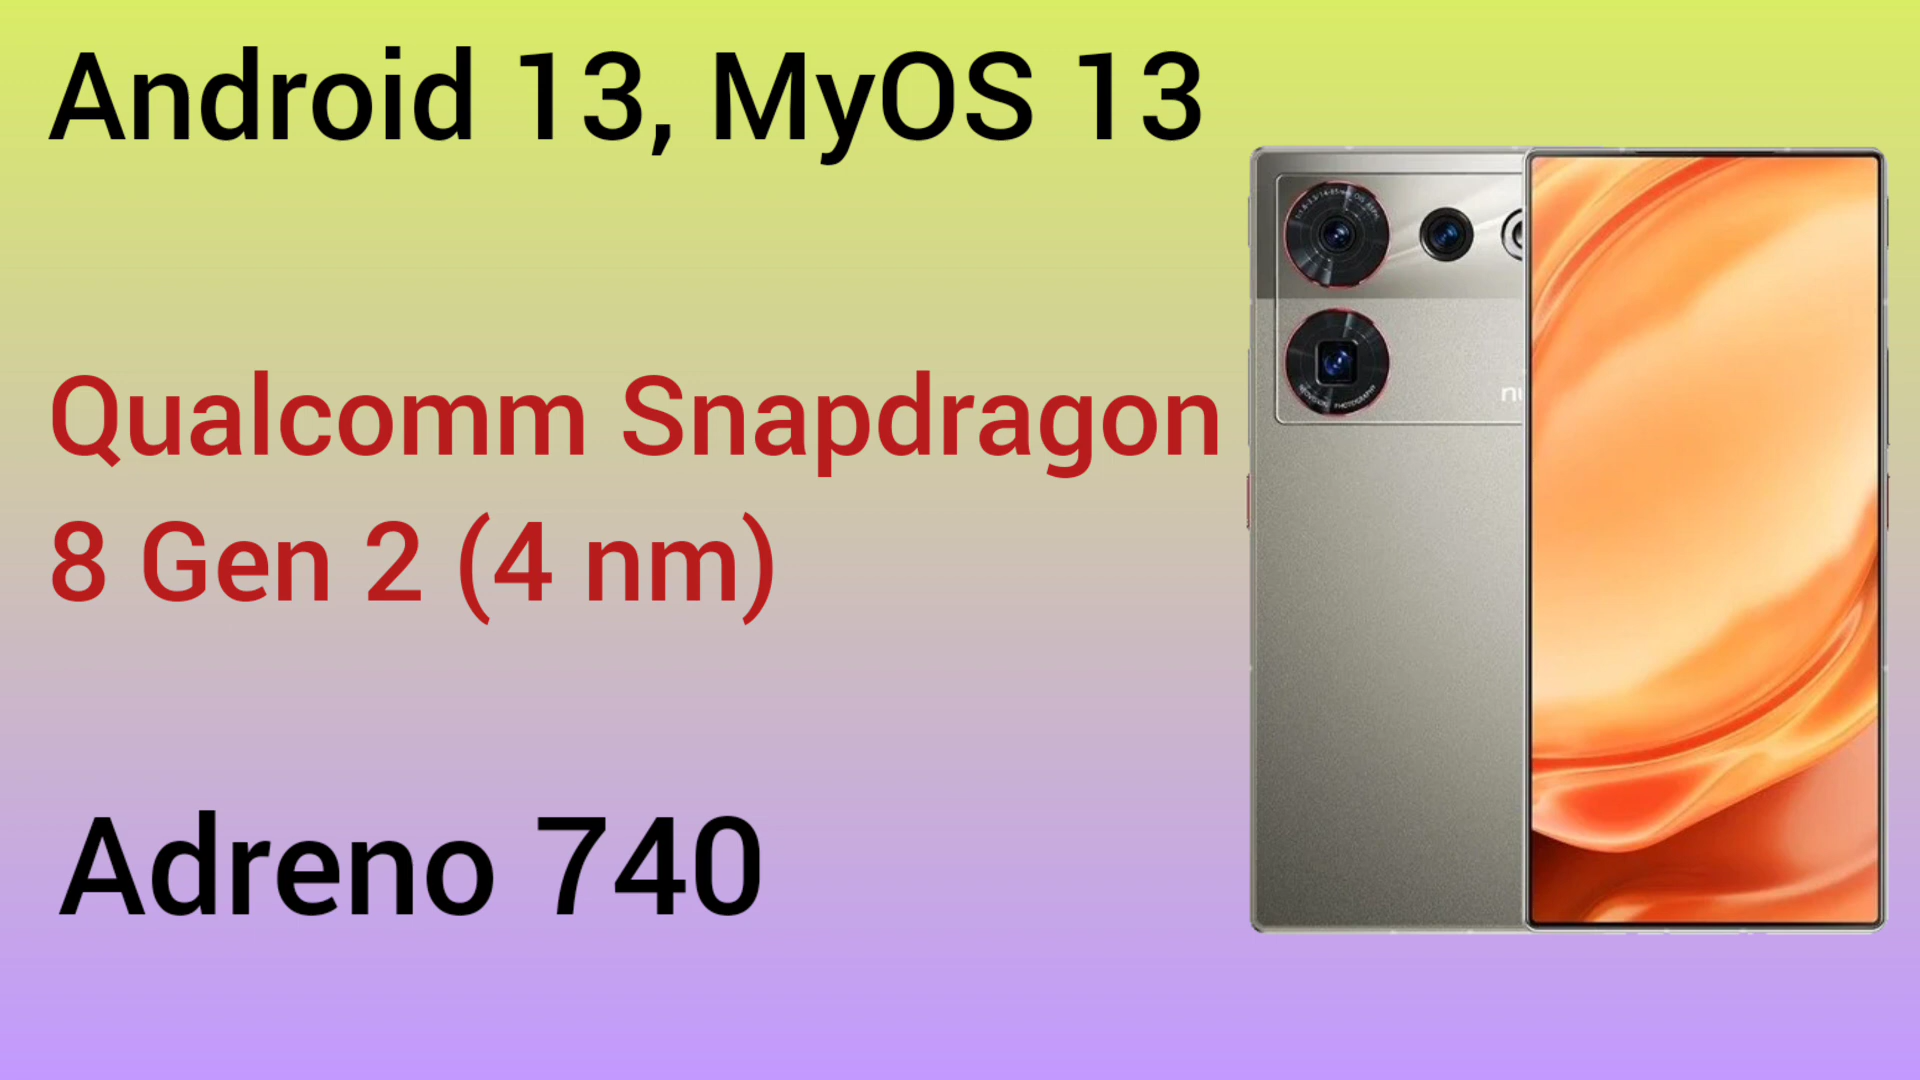 Android 13, MyOS 13
Qualcomm Snapdragon
8 Gen 2 (4 nm)
Adreno 740